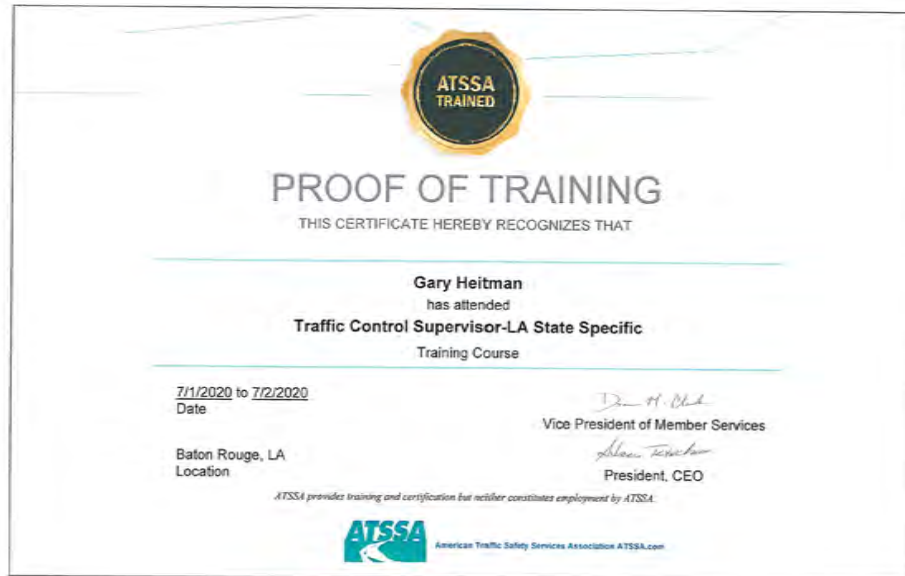 ATSSA
TRAINED
PROOF OF TRAINING
THIS CERTIFICATE HEREBY RECOGNIZES THAT
Gary Heitman
has attended
Traffic Control Supervisor-LA State Specific
Training Course
7/1/2020 to 7/2/2020
Date
Vice President of Member Services
Baton Rouge, LA
Location
President, CEO
ATSSA provides training and certification but neither constitutes employment by ATSSA.
ATSSA
American Traffic Safety Services Association ATSSA.com